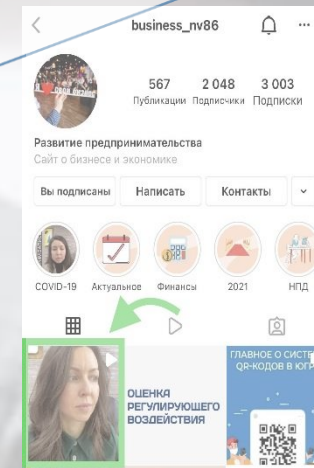 business_nv86
567 2 048 3 003
Публикации Подписчики Подписки
Развитие предпринимательства
Сайт о бизнесе и экономике
Вы подписаны Написать Контакты
COVID-19 Актуальное Финансы 2021 НПД
ОЦЕНКА
РЕГУЛИРУЮЩЕГО
ВОЗДЕЙСТВИЯ
ГЛАВНОЕ О СИСТЕ
QR-КОДОВ В ЮГР